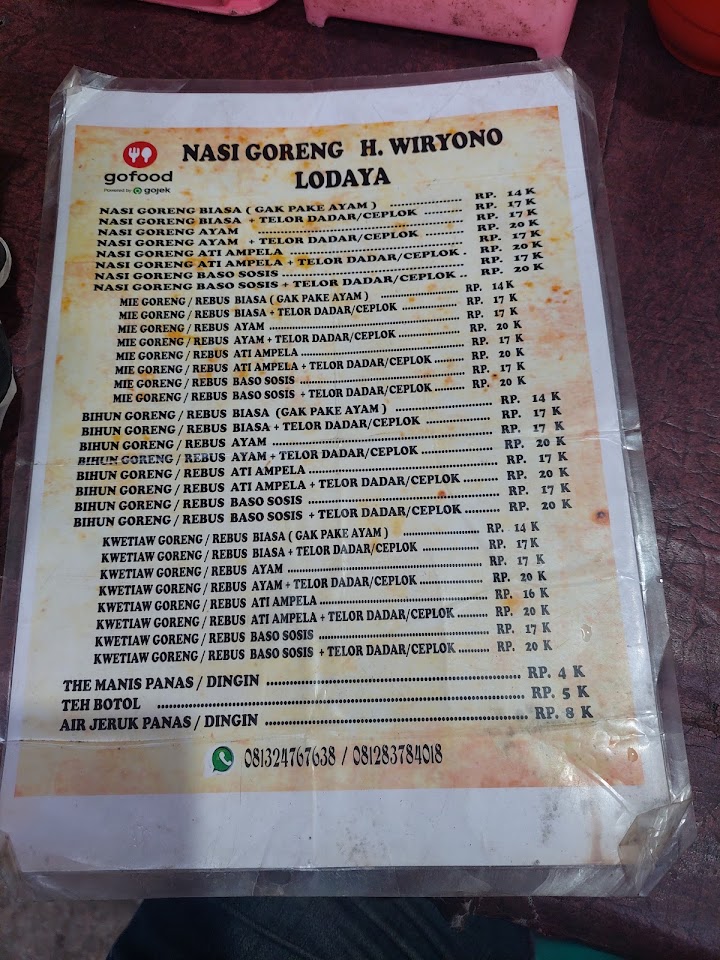 gofood
Powered by gojek
NASI GORENG H. WIRYONO
LODAYA
NASI GORENG BIASA ( GAK PAKE AYAM ) RP. 14 K
NASI GORENG BIASA + TELOR DADAR/CEPLOK RP. 17 K
NASI GORENG AYAM RP. 17 K
NASI GORENG AYAM + TELOR DADAR/CEPLOK RP. 20 K
NASI GORENG ATI AMPELA RP. 17 K
NASI GORENG ATI AMPELA + TELOR DADAR/CEPLOK RP. 20 K
NASI GORENG BASO SOSIS RP. 17 K
NASI GORENG BASO SOSIS + TELOR DADAR/CEPLOK RP. 20 K
MIE GORENG / REBUS BIASA ( GAK PAKE AYAM ) RP. 14 K
MIE GORENG / REBUS BIASA + TELOR DADAR/CEPLOK RP. 17 K
MIE GORENG / REBUS AYAM RP. 17 K
MIE GORENG / REBUS AYAM + TELOR DADAR/CEPLOK RP. 20 K
MIE GORENG / REBUS ATI AMPELA RP. 17 K
MIE GORENG / REBUS ATI AMPELA + TELOR DADAR/CEPLOK RP. 20 K
MIE GORENG / REBUS BASO SOSIS RP. 17 K
MIE GORENG / REBUS BASO SOSIS + TELOR DADAR/CEPLOK RP. 20 K
BIHUN GORENG / REBUS BIASA (GAK PAKE AYAM ) RP. 14 K
BIHUN GORENG / REBUS BIASA + TELOR DADAR/CEPLOK RP. 17 K
BIHUN GORENG / REBUS AYAM RP. 17 K
BIHUN GORENG / REBUS AYAM + TELOR DADAR/CEPLOK RP. 20 K
BIHUN GORENG / REBUS ATI AMPELA RP. 17 K
BIHUN GORENG / REBUS ATI AMPELA + TELOR DADAR/CEPLOK RP. 20 K
BIHUN GORENG / REBUS BASO SOSIS RP. 17 K
BIHUN GORENG / REBUS BASO SOSIS + TELOR DADAR/CEPLOK RP. 20 K
KWETIAW GORENG / REBUS BIASA ( GAK PAKE AYAM ) RP. 14 K
KWETIAW GORENG / REBUS BIASA + TELOR DADAR/CEPLOK RP. 17 K
KWETIAW GORENG / REBUS AYAM RP. 17 K
KWETIAW GORENG / REBUS AYAM + TELOR DADAR/CEPLOK RP. 20 K
KWETIAW GORENG / REBUS ATI AMPELA RP. 16 K
KWETIAW GORENG / REBUS ATI AMPELA + TELOR DADAR/CEPLOK RP. 20 K
KWETIAW GORENG / REBUS BASO SOSIS RP. 17 K
KWETIAW GORENG / REBUS BASO SOSIS + TELOR DADAR/CEPLOK RP. 20 K
THE MANIS PANAS / DINGIN RP. 4 K
TEH BOTOL RP. 5 K
AIR JERUK PANAS / DINGIN RP. 8 K
081324767638 / 081283784018